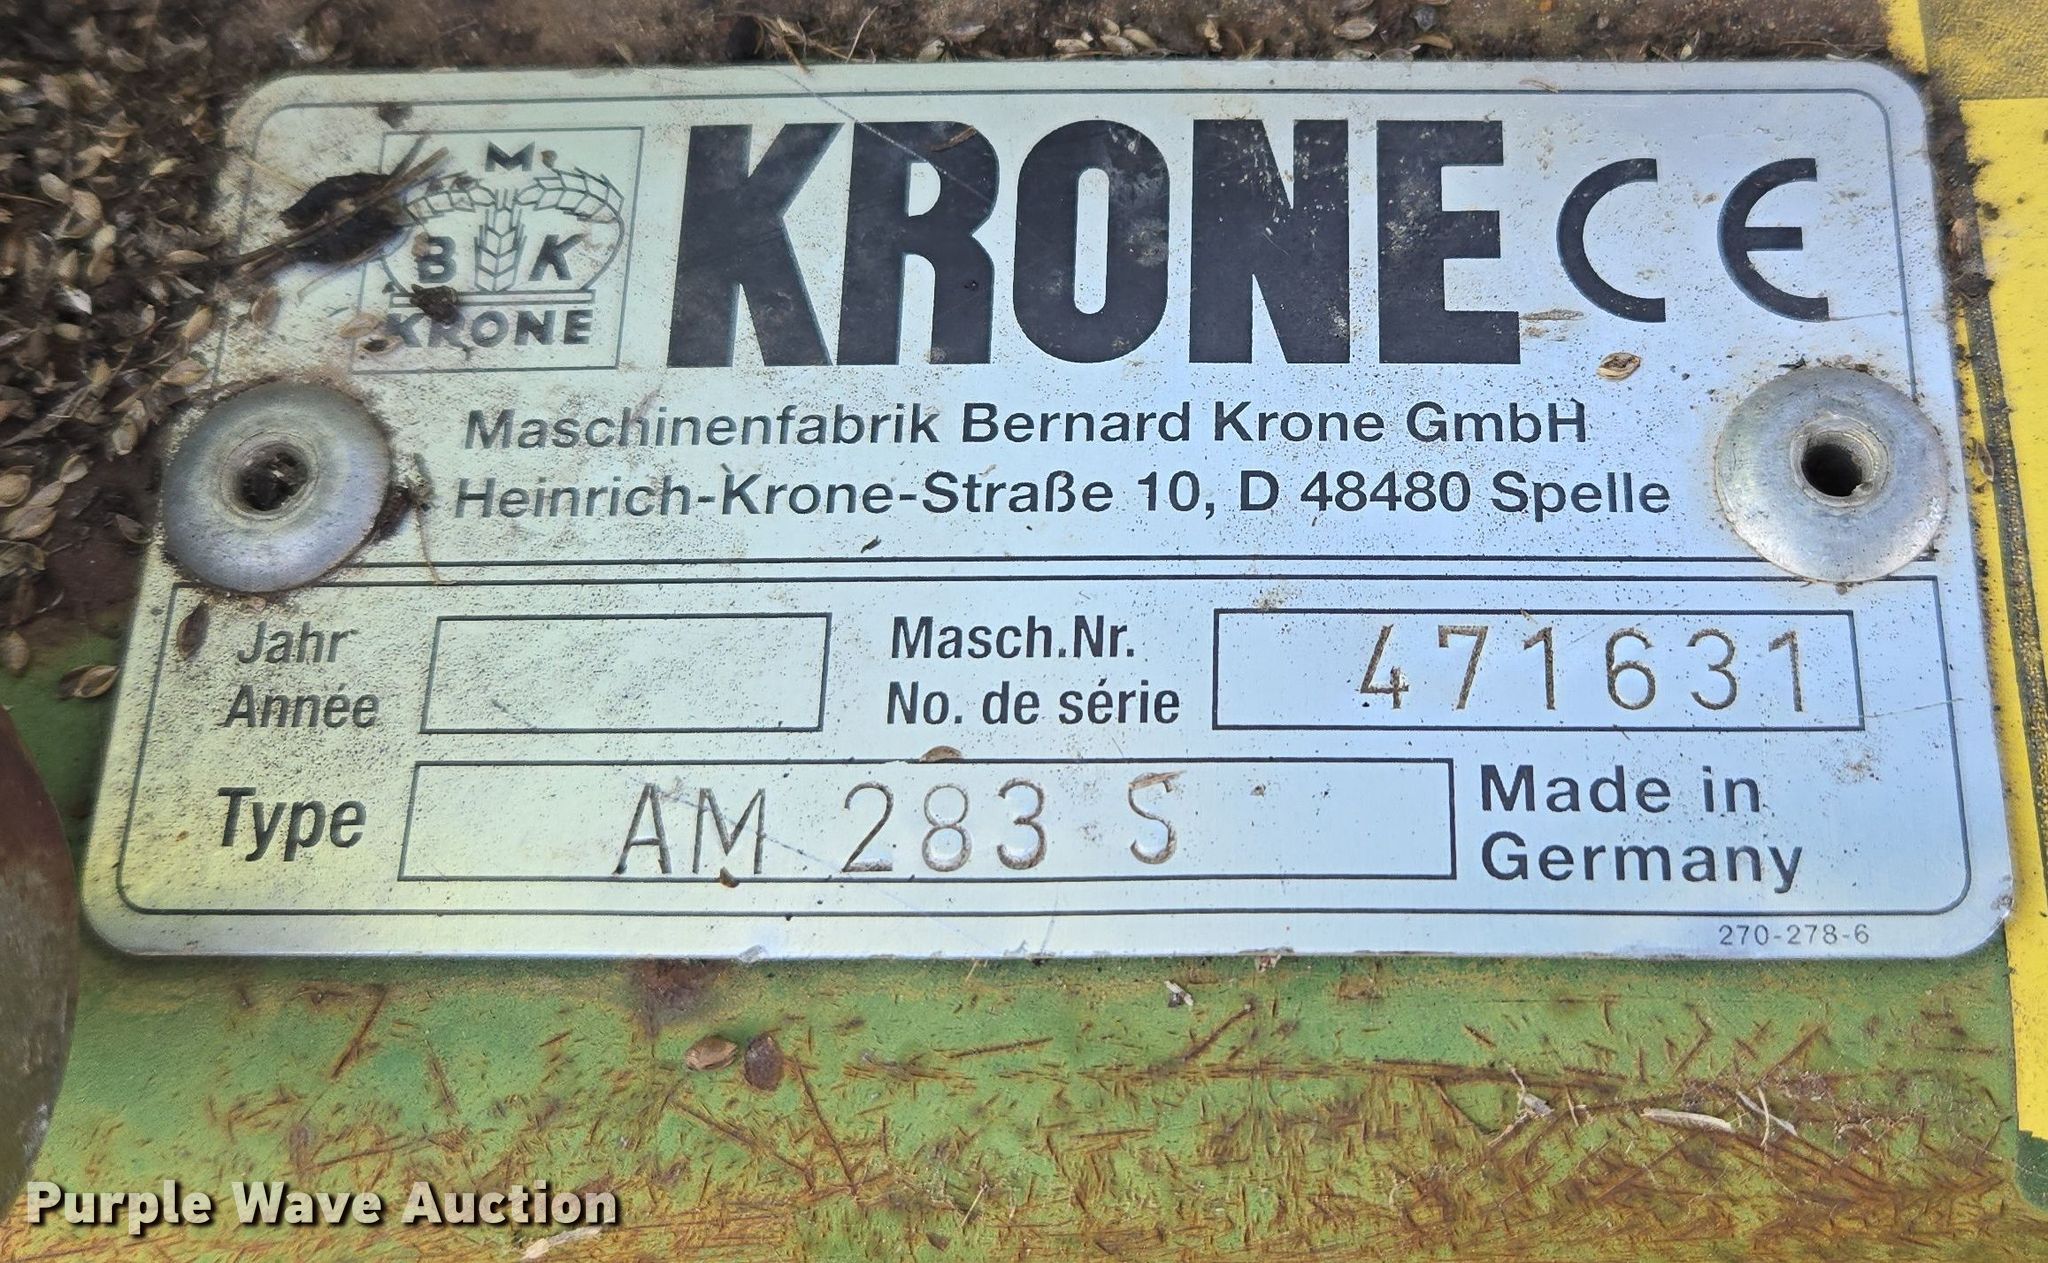 M
B K
KRONE
KRONE CE
Maschinenfabrik Bernard Krone GmbH
Heinrich-Krone-Straße 10, D 48480 Spelle
Jahr
Année
Masch.Nr.
No. de série
471631
Type
AM 283 S
Made in
Germany
270-278-6
Purple Wave Auction